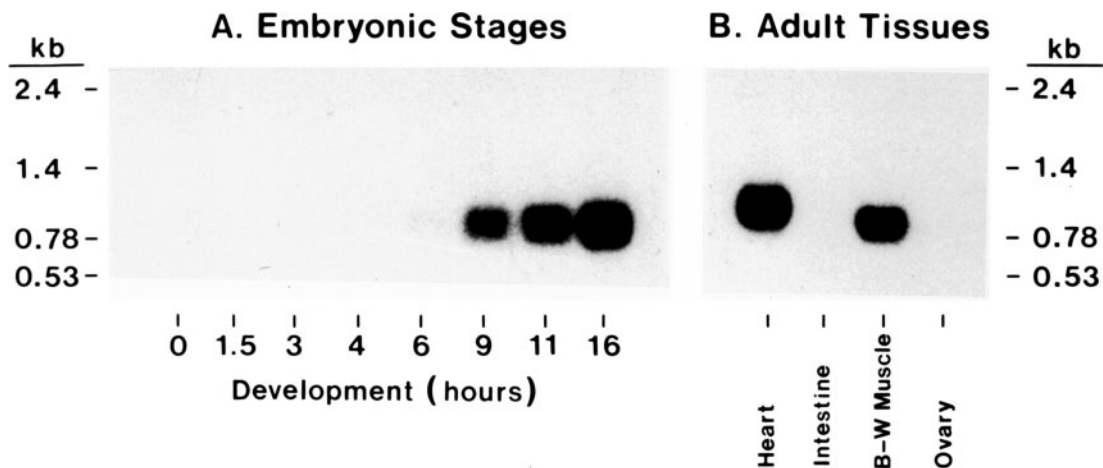 A. Embryonic Stages
kb
2.4 –
1.4 –
0.78 –
0.53 –
0 1.5 3 4 6 9 11 16
Development (hours)
B. Adult Tissues
kb
– 2.4
– 1.4
– 0.78
– 0.53
Heart
Intestine
B–W Muscle
Ovary